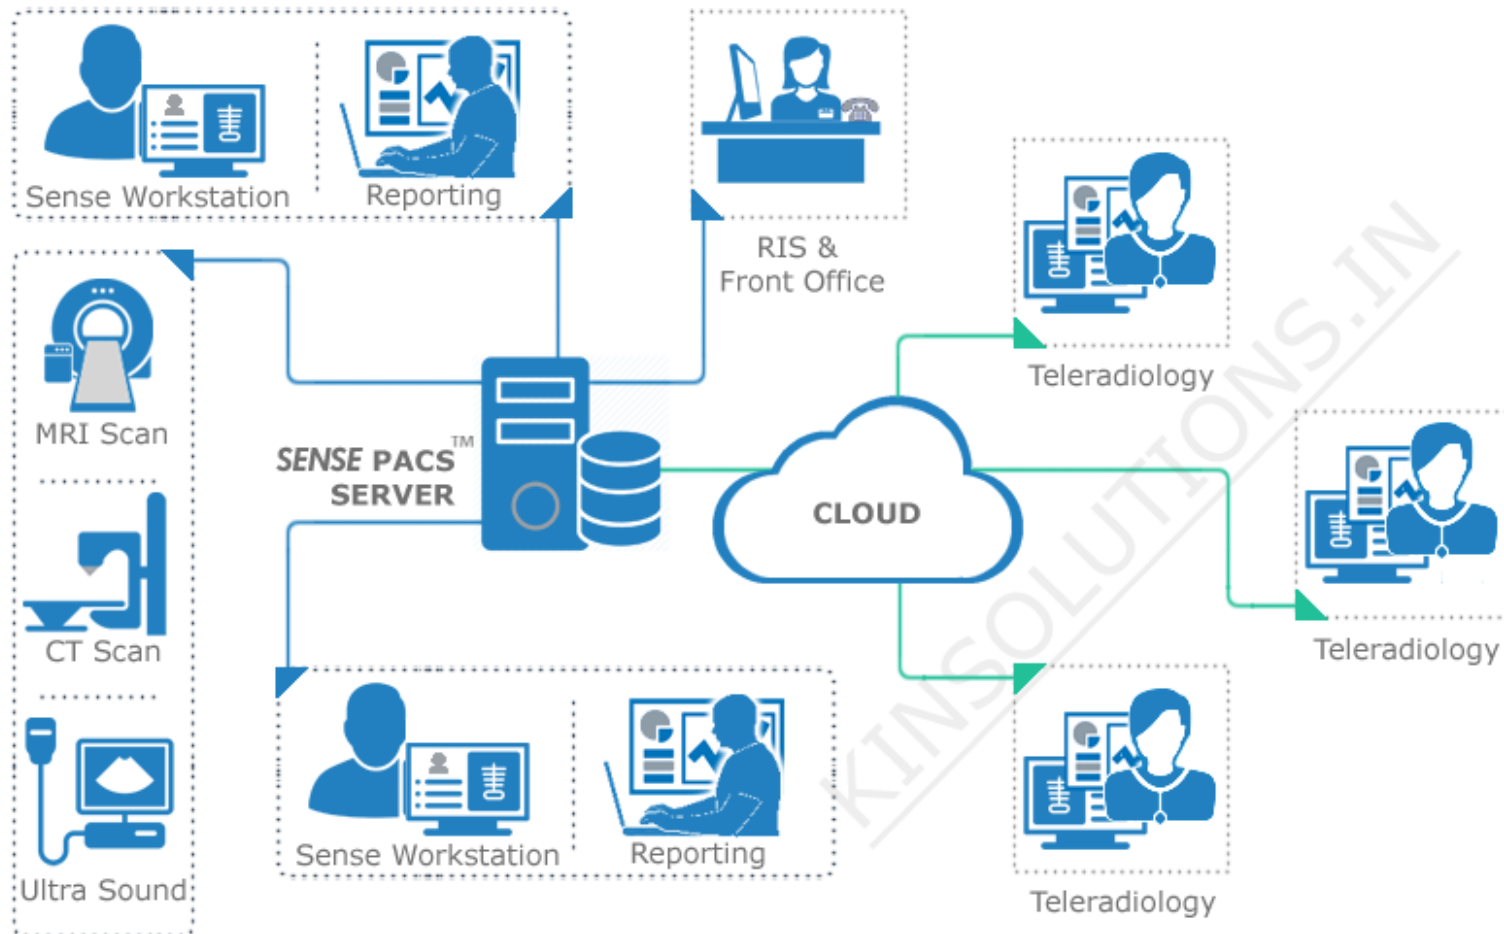 Sense Workstation
Reporting
RIS &
Front Office
Teleradiology
MRI Scan
SENSE PACS™
SERVER
CLOUD
CT Scan
Teleradiology
Ultra Sound
Sense Workstation
Reporting
Teleradiology
KINSOLUTIONS.IN